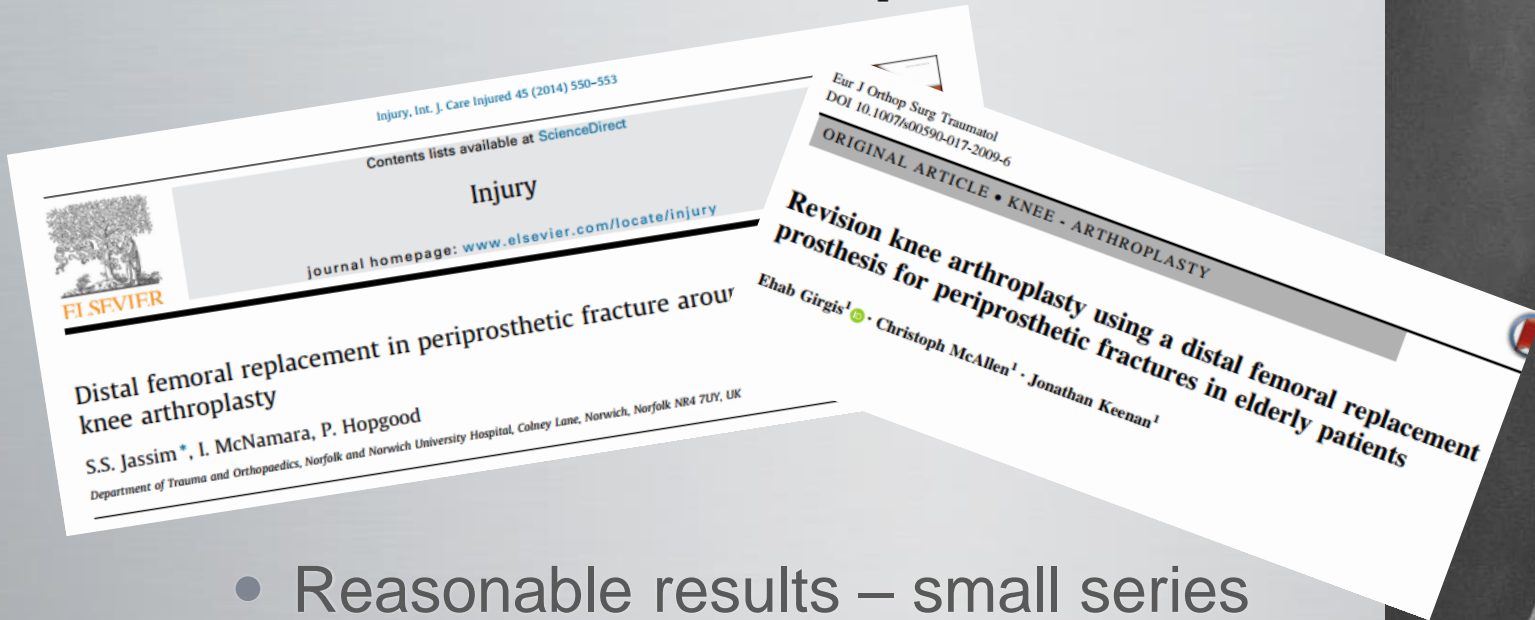 Injury, Int. J. Care Injured 45 (2014) 550–553
Contents lists available at ScienceDirect
Injury
journal homepage: www.elsevier.com/locate/injury
ELSEVIER
Distal femoral replacement in periprosthetic fracture
knee arthroplasty
S.S. Jassim *, I. McNamara, P. Hopgood
Department of Trauma and Orthopaedics, Norfolk and Norwich University Hospital, Colney Lane, Norwich, Norfolk NR4 7UY, UK
Eur J Orthop Surg Traumatol
DOI 10.1007/s00590-017-2009-6
ORIGINAL ARTICLE • KNEE - ARTHROPLASTY
Revision knee arthroplasty using a distal femoral replacement
prosthesis for periprosthetic fractures in elderly patients
Ehab Girgis¹ · Christoph McAllen¹ · Jonathan Keenan¹
• Reasonable results – small series